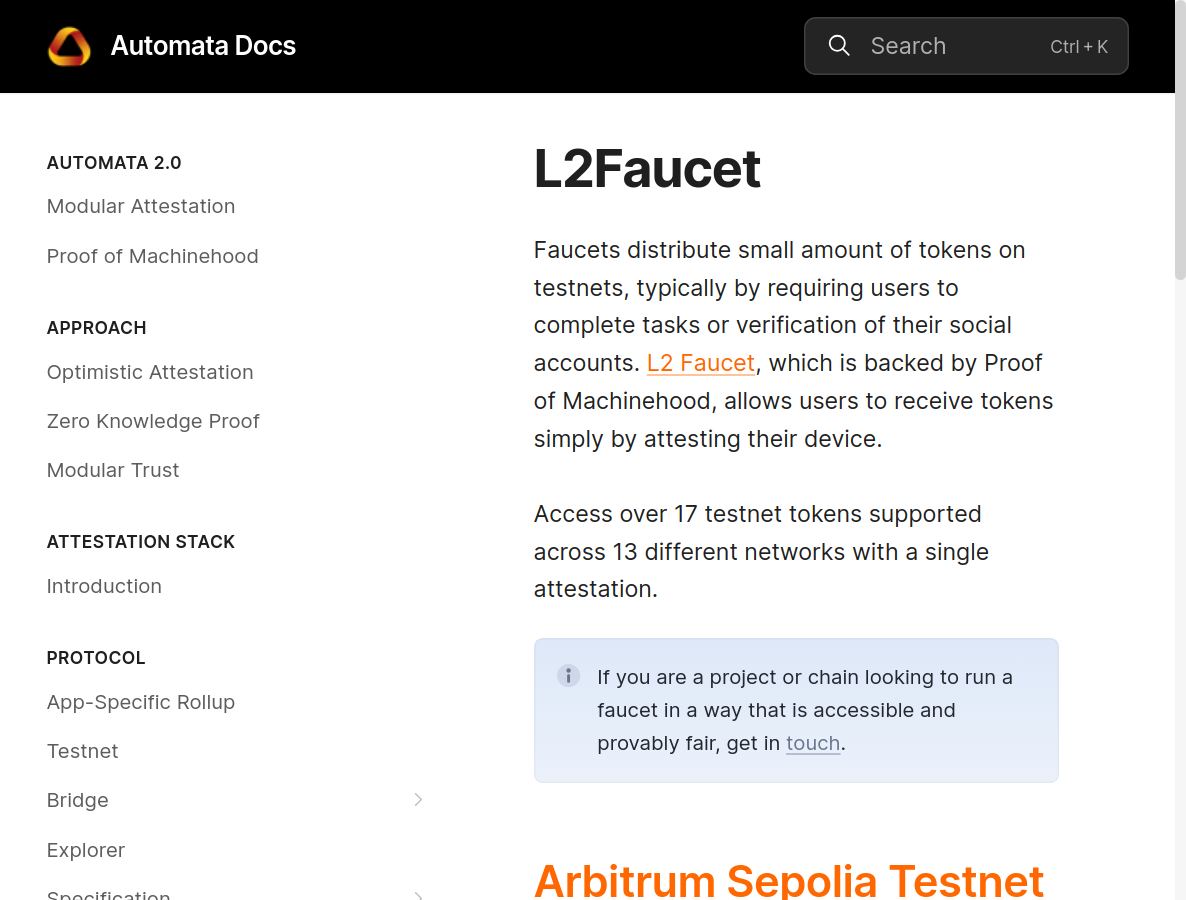 Automata Docs
Search
Ctrl + K
AUTOMATA 2.0
Modular Attestation
Proof of Machinehood
APPROACH
Optimistic Attestation
Zero Knowledge Proof
Modular Trust
ATTESTATION STACK
Introduction
PROTOCOL
App-Specific Rollup
Testnet
Bridge
Explorer
Specification
L2Faucet
Faucets distribute small amount of tokens on
testnets, typically by requiring users to
complete tasks or verification of their social
accounts. L2 Faucet, which is backed by Proof
of Machinehood, allows users to receive tokens
simply by attesting their device.
Access over 17 testnet tokens supported
across 13 different networks with a single
attestation.
If you are a project or chain looking to run a
faucet in a way that is accessible and
provably fair, get in touch.
Arbitrum Sepolia Testnet